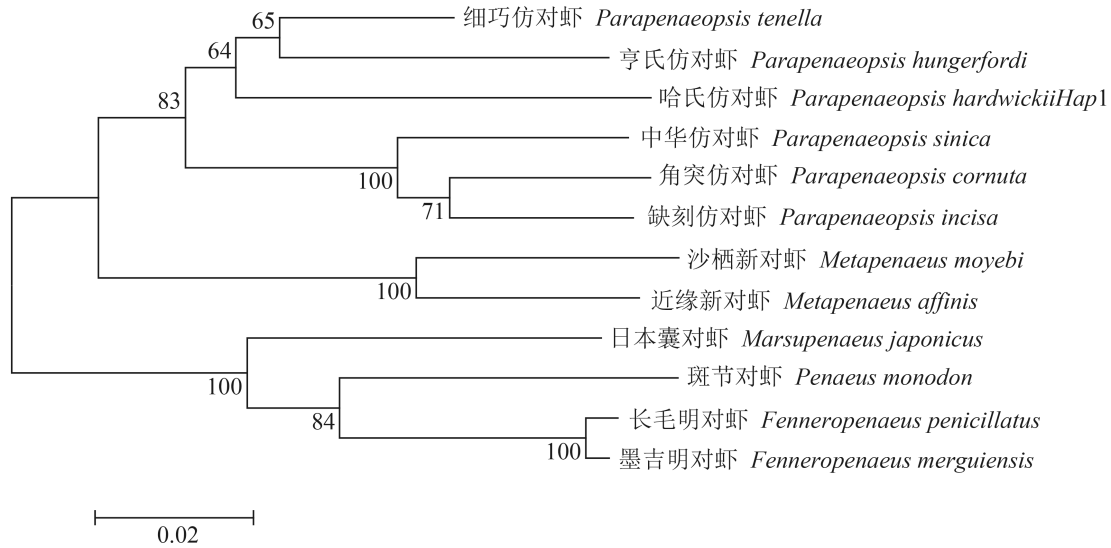 65
细巧仿对虾 Parapenaeopsis tenella
64
亨氏仿对虾 Parapenaeopsis hungerfordi
83
哈氏仿对虾 Parapenaeopsis hardwickiiHap1
中华仿对虾 Parapenaeopsis sinica
100
角突仿对虾 Parapenaeopsis cornuta
71
缺刻仿对虾 Parapenaeopsis incisa
沙栖新对虾 Metapenaeus moyebi
100
近缘新对虾 Metapenaeus affinis
日本囊对虾 Marsupenaeus japonicus
100
斑节对虾 Penaeus monodon
84
长毛明对虾 Fenneropenaeus penicillatus
100
墨吉明对虾 Fenneropenaeus merguiensis
0.02